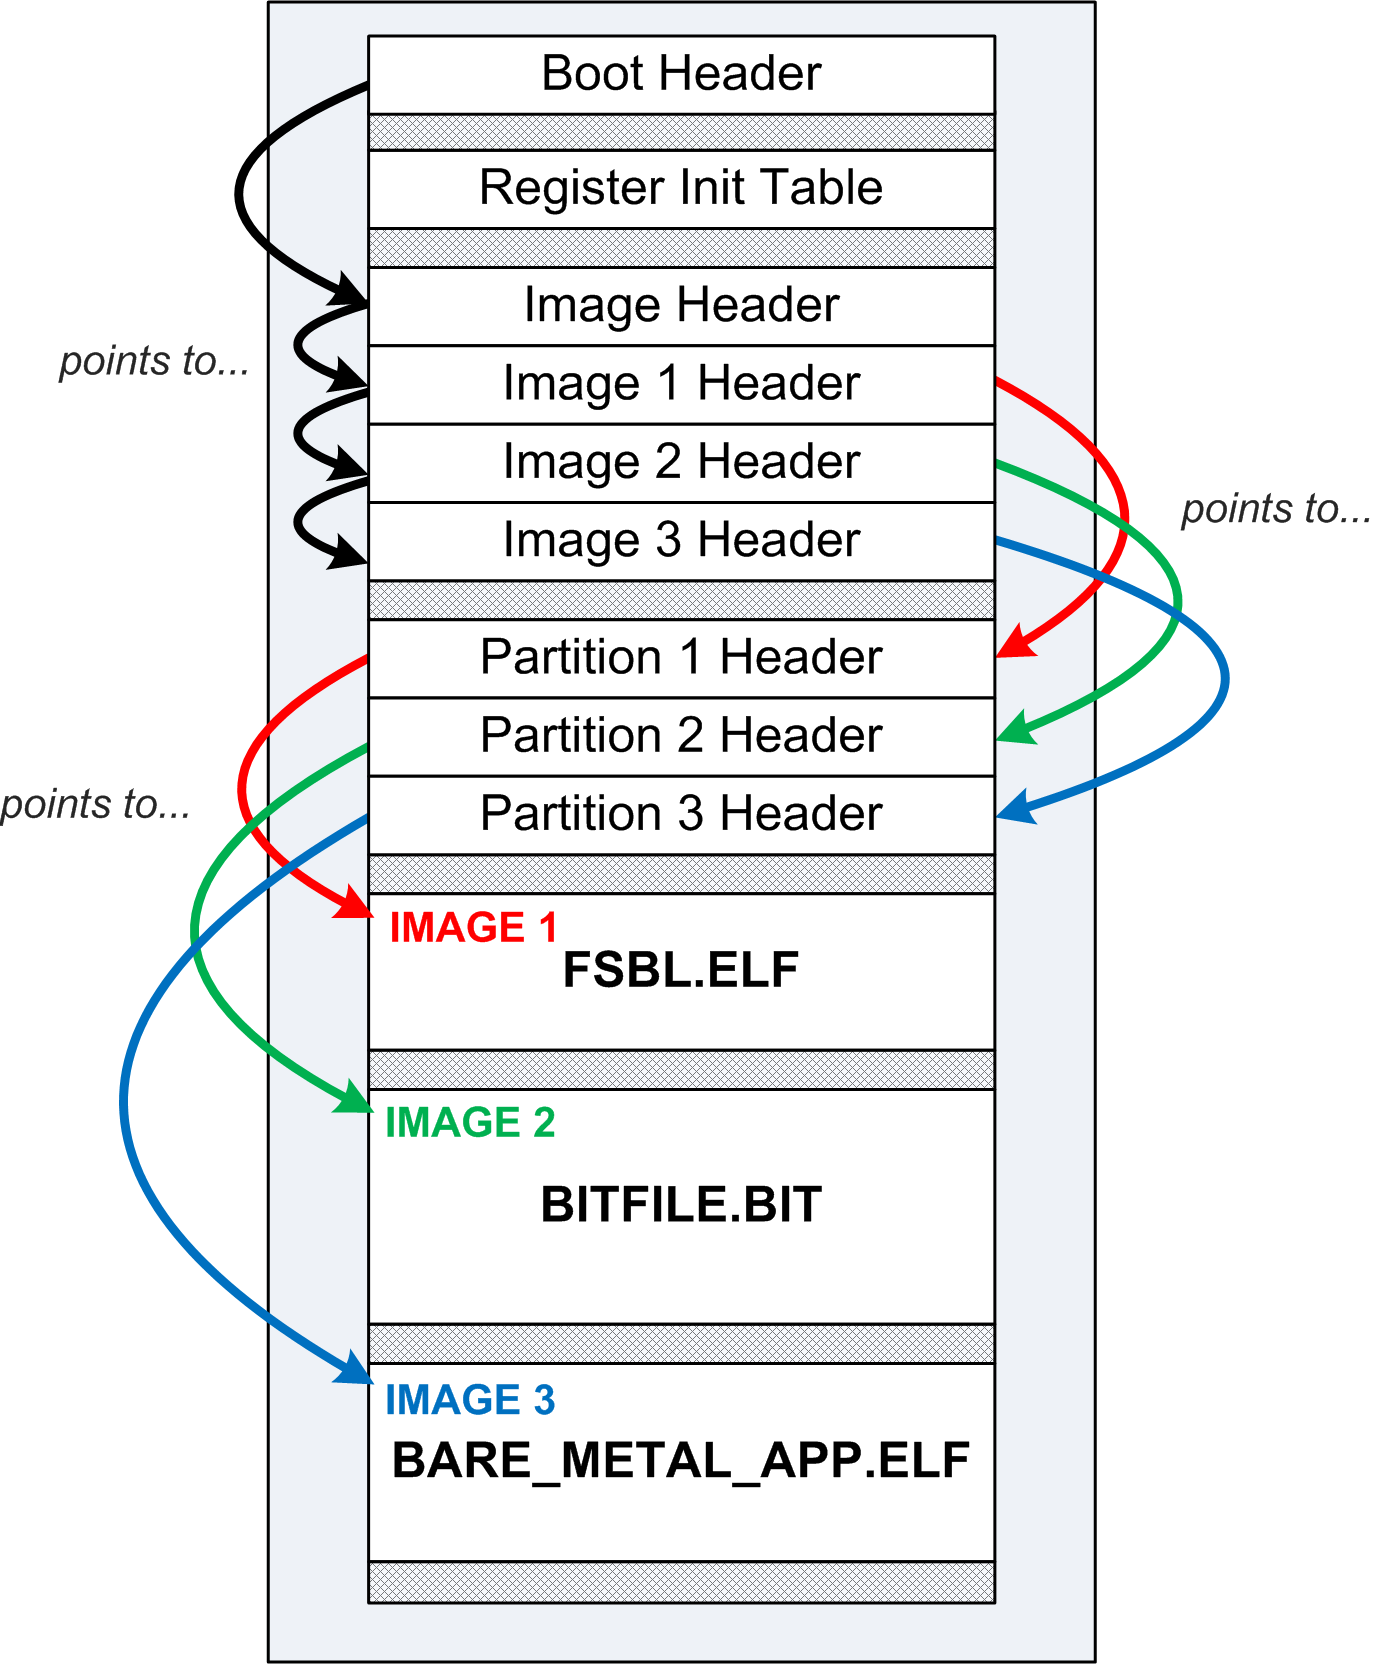 Boot Header
Register Init Table
Image Header
points to...
Image 1 Header
Image 2 Header
points to...
Image 3 Header
Partition 1 Header
Partition 2 Header
points to...
Partition 3 Header
IMAGE 1
FSBL.ELF
IMAGE 2
BITFILE.BIT
IMAGE 3
BARE_METAL_APP.ELF